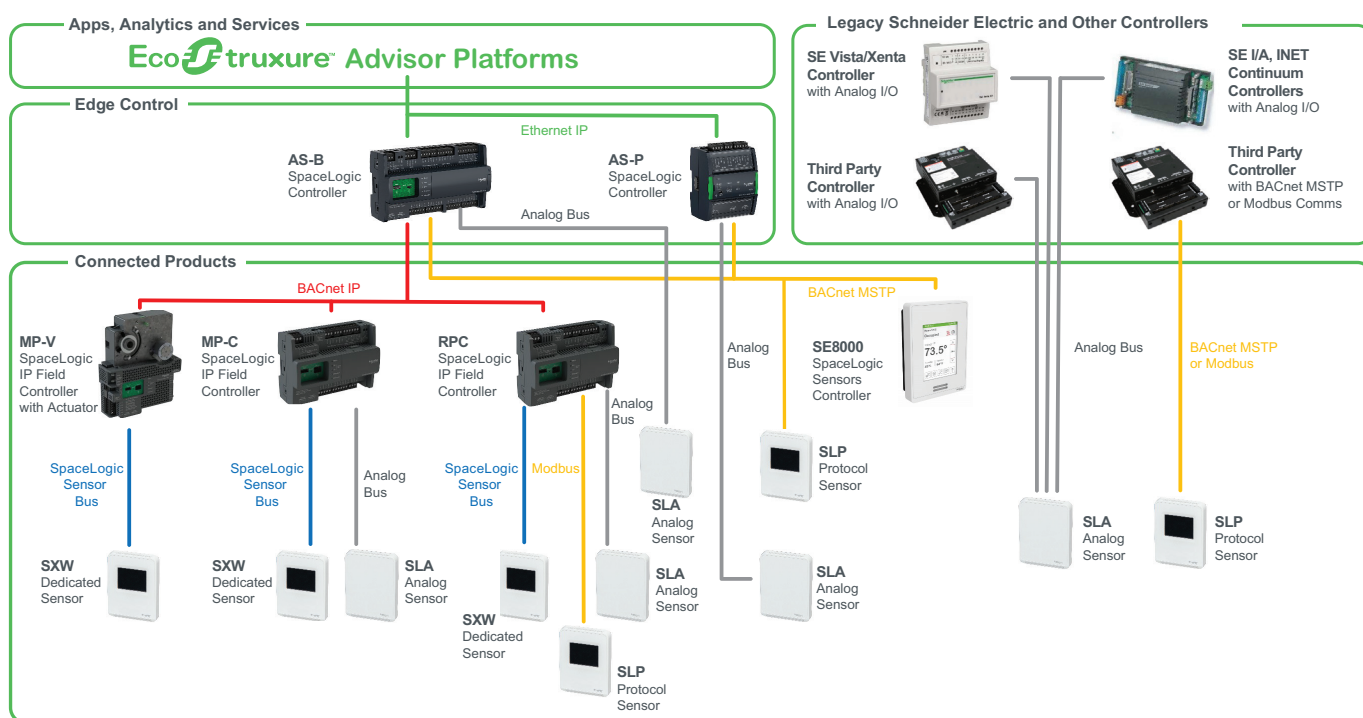 Apps, Analytics and Services
EcoStruxure™ Advisor Platforms
Legacy Schneider Electric and Other Controllers
SE Vista/Xenta
Controller
with Analog I/O
SE I/A, INET
Continuum
Controllers
with Analog I/O
Third Party
Controller
with Analog I/O
Third Party
Controller
with BACnet MSTP
or Modbus Comms
Edge Control
Ethernet IP
AS-B
SpaceLogic
Controller
AS-P
SpaceLogic
Controller
Analog Bus
Connected Products
BACnet IP
BACnet MSTP
MP-V
SpaceLogic
IP Field
Controller
with Actuator
MP-C
SpaceLogic
IP Field
Controller
RPC
SpaceLogic
IP Field
Controller
Analog
Bus
Analog
Bus
SE8000
SpaceLogic
Sensors
Controller
73.5°
Analog Bus
BACnet MSTP
or Modbus
SpaceLogic
Sensor
Bus
SpaceLogic
Sensor
Bus
Analog
Bus
SpaceLogic
Sensor
Bus
Modbus
SLA
Analog
Sensor
SLP
Protocol
Sensor
SLA
Analog
Sensor
SLP
Protocol
Sensor
SXW
Dedicated
Sensor
SXW
Dedicated
Sensor
SLA
Analog
Sensor
SXW
Dedicated
Sensor
SLA
Analog
Sensor
SLA
Analog
Sensor
SLP
Protocol
Sensor